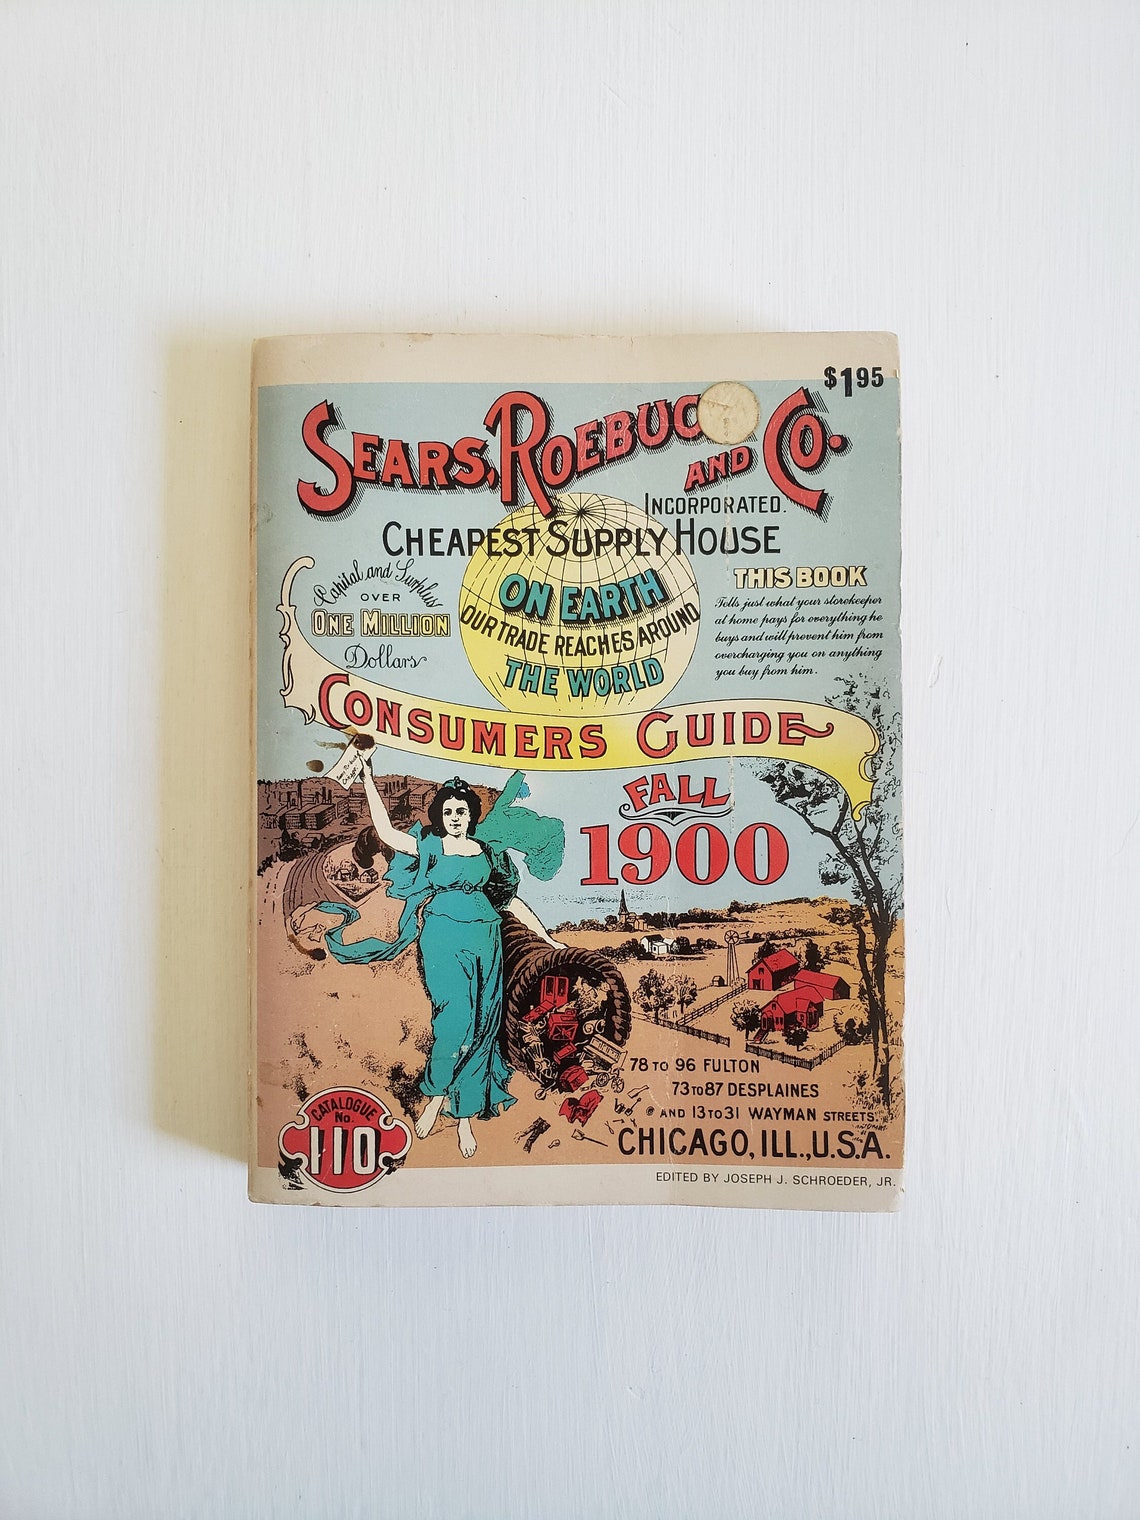 $1.95
SEARS, ROEBUC
AND CO.
INCORPORATED.
CHEAPEST SUPPLY HOUSE
ON EARTH
OUR TRADE REACHES AROUND
THE WORLD
Capital and Surplus
OVER
ONE MILLION
Dollars
THIS BOOK
Tells just what your storekeeper
at home pays for everything he
buys and will prevent him from
overcharging you on anything
you buy from him.
CONSUMERS GUIDE
FALL
1900
78 TO 96 FULTON
73 TO 87 DESPLAINES
AND 13 TO 31 WAYMAN STREETS.
CHICAGO, ILL., U.S.A.
CATALOGUE
No.
110
EDITED BY JOSEPH J. SCHROEDER, JR.